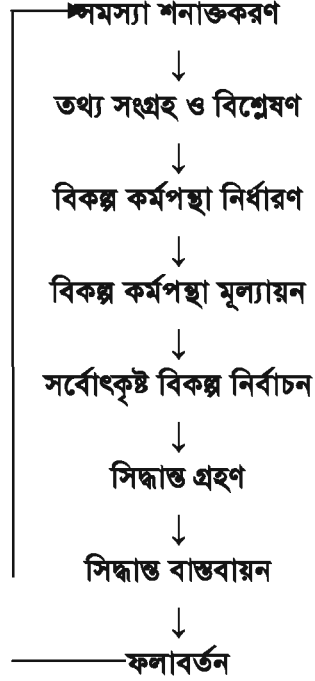 সমস্যা শনাক্তকরণ
তথ্য সংগ্রহ ও বিশ্লেষণ
বিকল্প কর্মপন্থা নির্ধারণ
বিকল্প কর্মপন্থা মূল্যায়ন
সর্বোৎকৃষ্ট বিকল্প নির্বাচন
সিদ্ধান্ত গ্রহণ
সিদ্ধান্ত বাস্তবায়ন
ফলাবর্তন